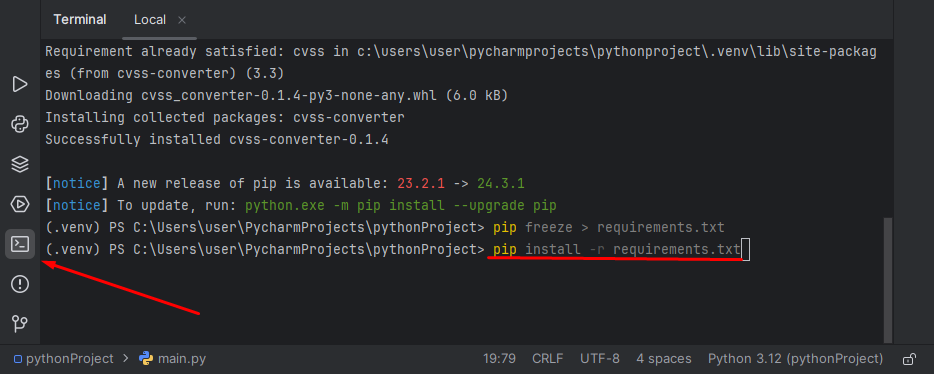 Terminal Local ×
Requirement already satisfied: cvss in c:\users\user\pycharmprojects\pythonproject\.venv\lib\site-packag
es (from cvss-converter) (3.3)
Downloading cvss_converter-0.1.4-py3-none-any.whl (6.0 kB)
Installing collected packages: cvss-converter
Successfully installed cvss-converter-0.1.4
[notice] A new release of pip is available: 23.2.1 -> 24.3.1
[notice] To update, run: python.exe -m pip install --upgrade pip
(.venv) PS C:\Users\user\PycharmProjects\pythonProject> pip freeze > requirements.txt
(.venv) PS C:\Users\user\PycharmProjects\pythonProject> pip install -r requirements.txt
pythonProject > main.py 19:79 CRLF UTF-8 4 spaces Python 3.12 (pythonProject)